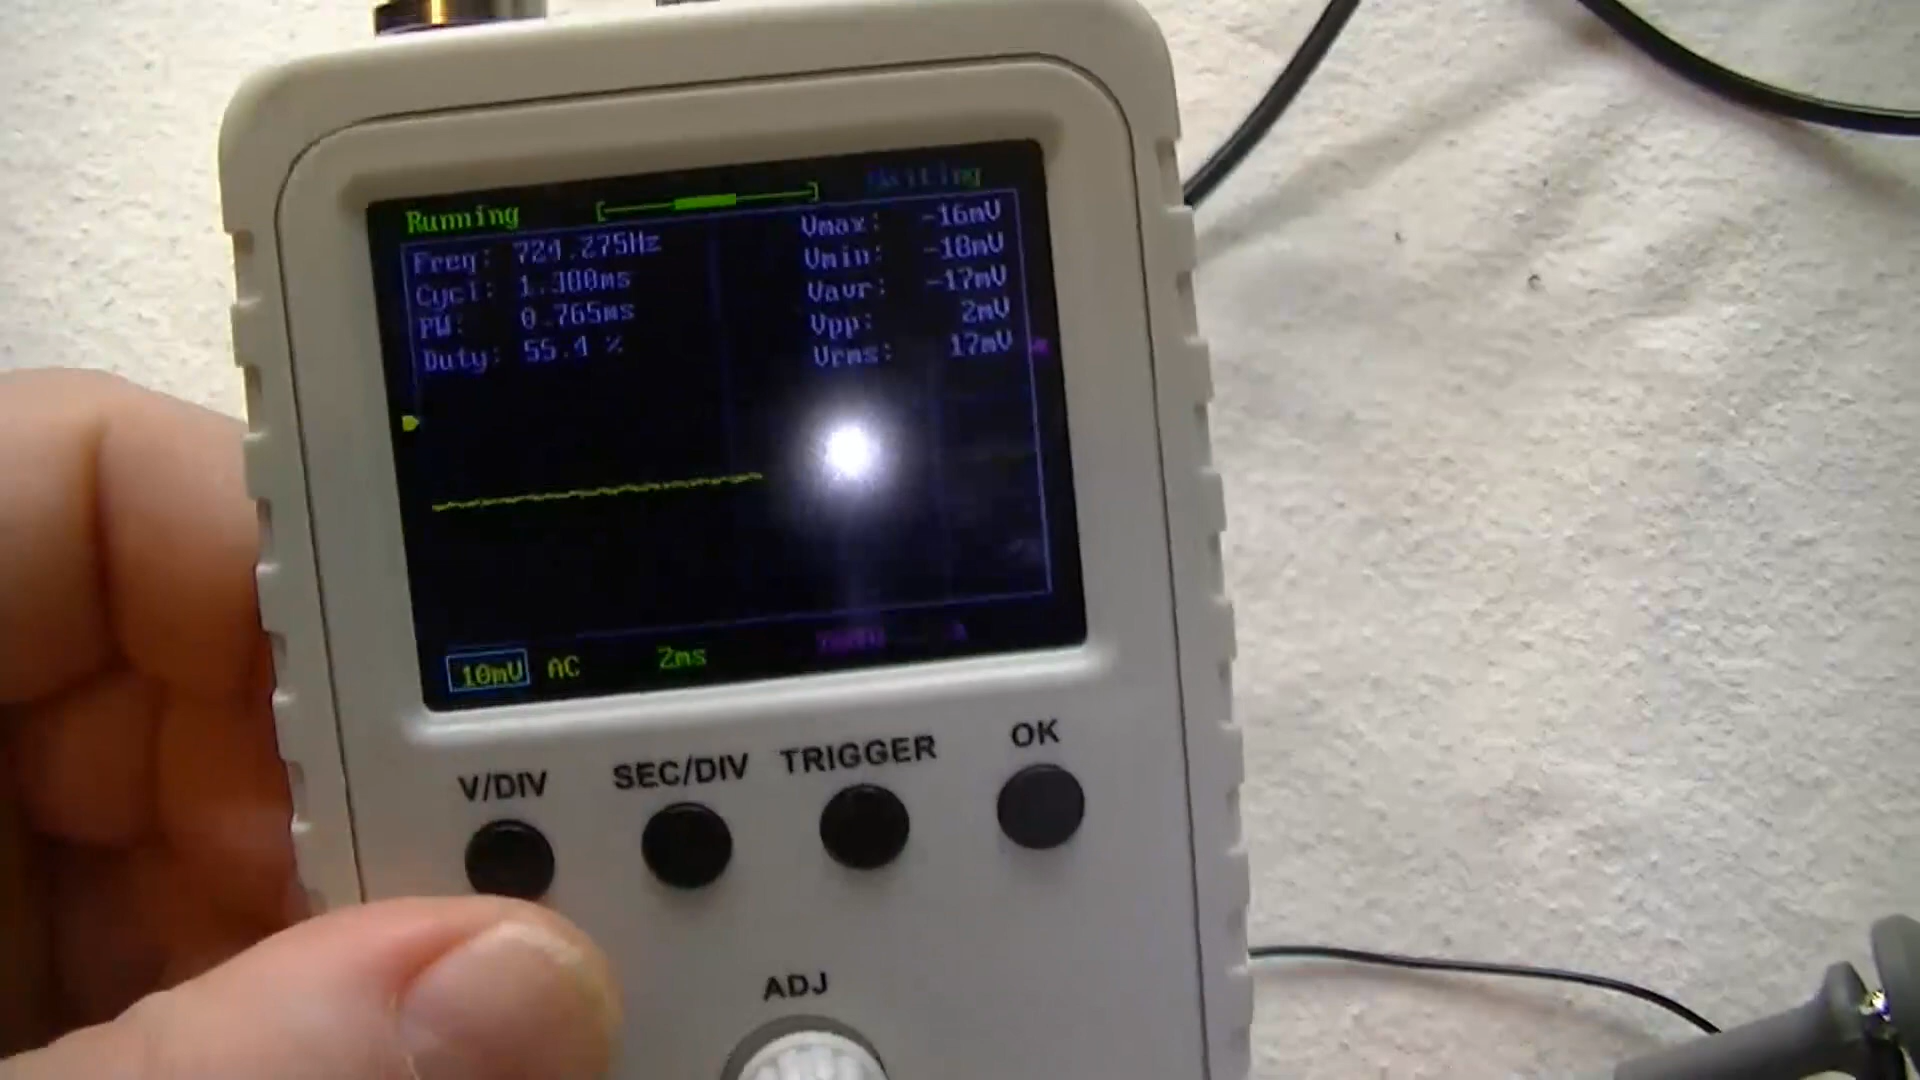 Running Waiting
Freq: 724.275Hz Vmax: -16mV
Cycl: 1.380ms Vmin: -18mV
PW: 0.765ms Vavr: -17mV
Duty: 55.4 % Vpp: 2mV
Vrms: 17mV
10mV AC 2ms
V/DIV SEC/DIV TRIGGER OK
ADJ